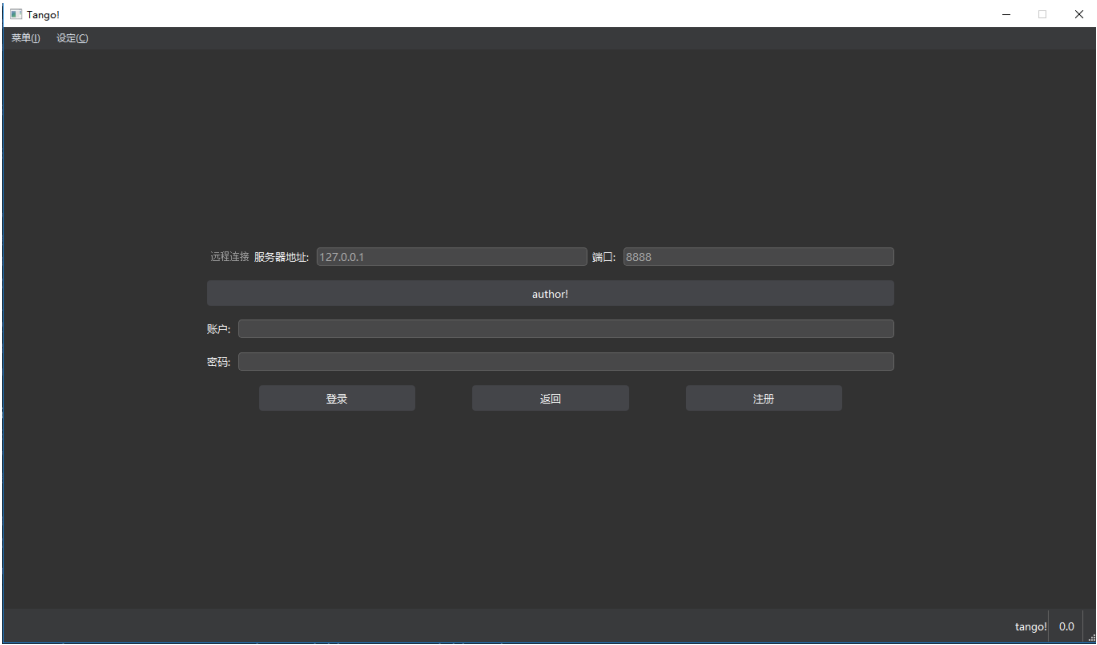 Tango!
菜单(I) 设定(C)
远程连接 服务器地址: 127.0.0.1 端口: 8888
author!
账户:
密码:
登录 返回 注册
tango! 0.0